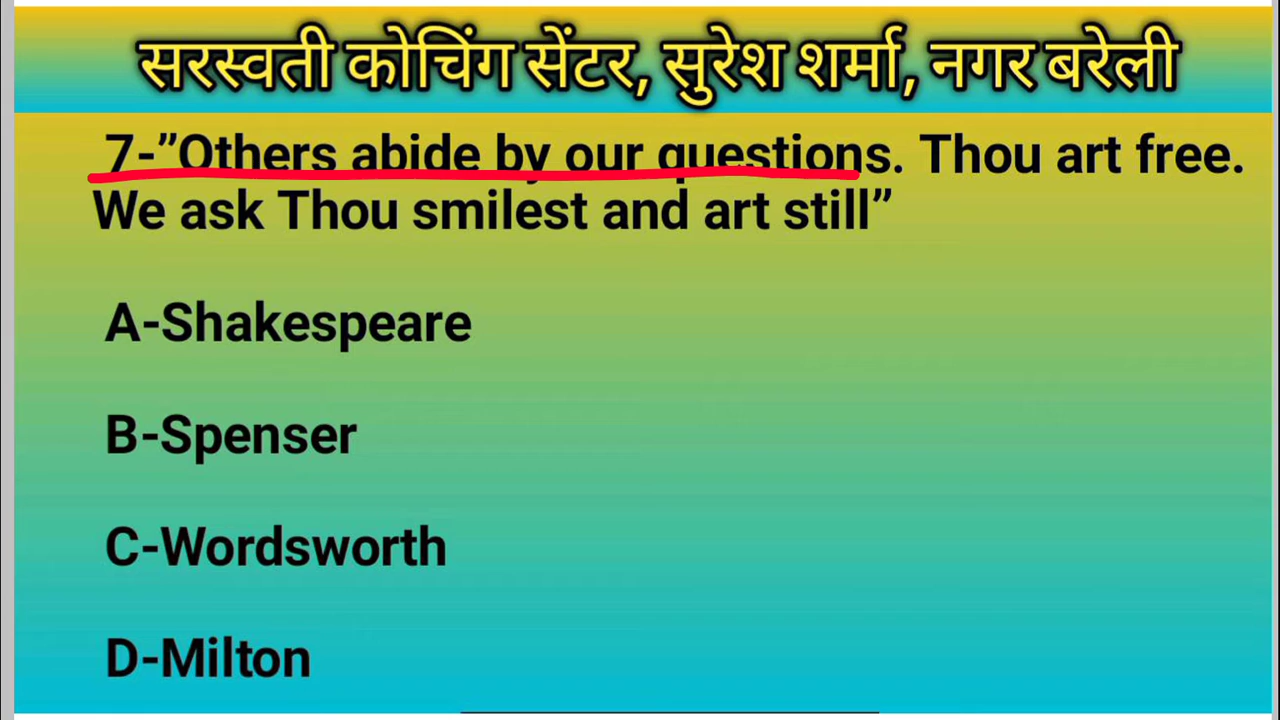 सरस्वती कोचिंग सेंटर, सुरेश शर्मा, नगर बरेली
7-”Others abide by our questions. Thou art free.
We ask Thou smilest and art still”
A-Shakespeare
B-Spenser
C-Wordsworth
D-Milton